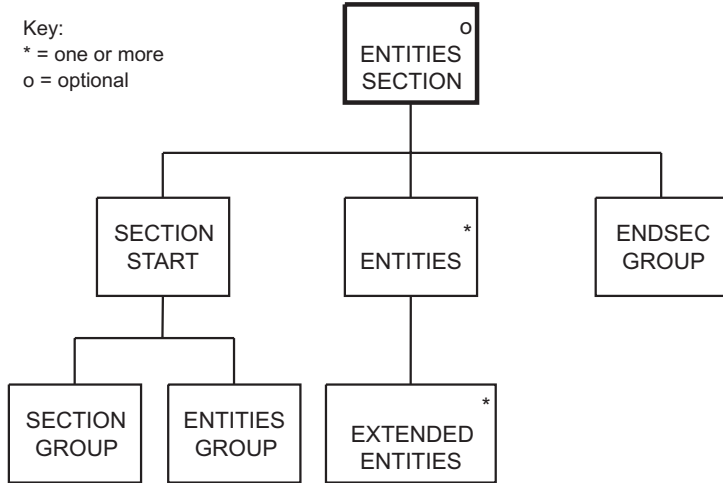 Key:
* = one or more
o = optional
o
ENTITIES
SECTION
SECTION
START
*
ENTITIES
ENDSEC
GROUP
SECTION
GROUP
ENTITIES
GROUP
*
EXTENDED
ENTITIES